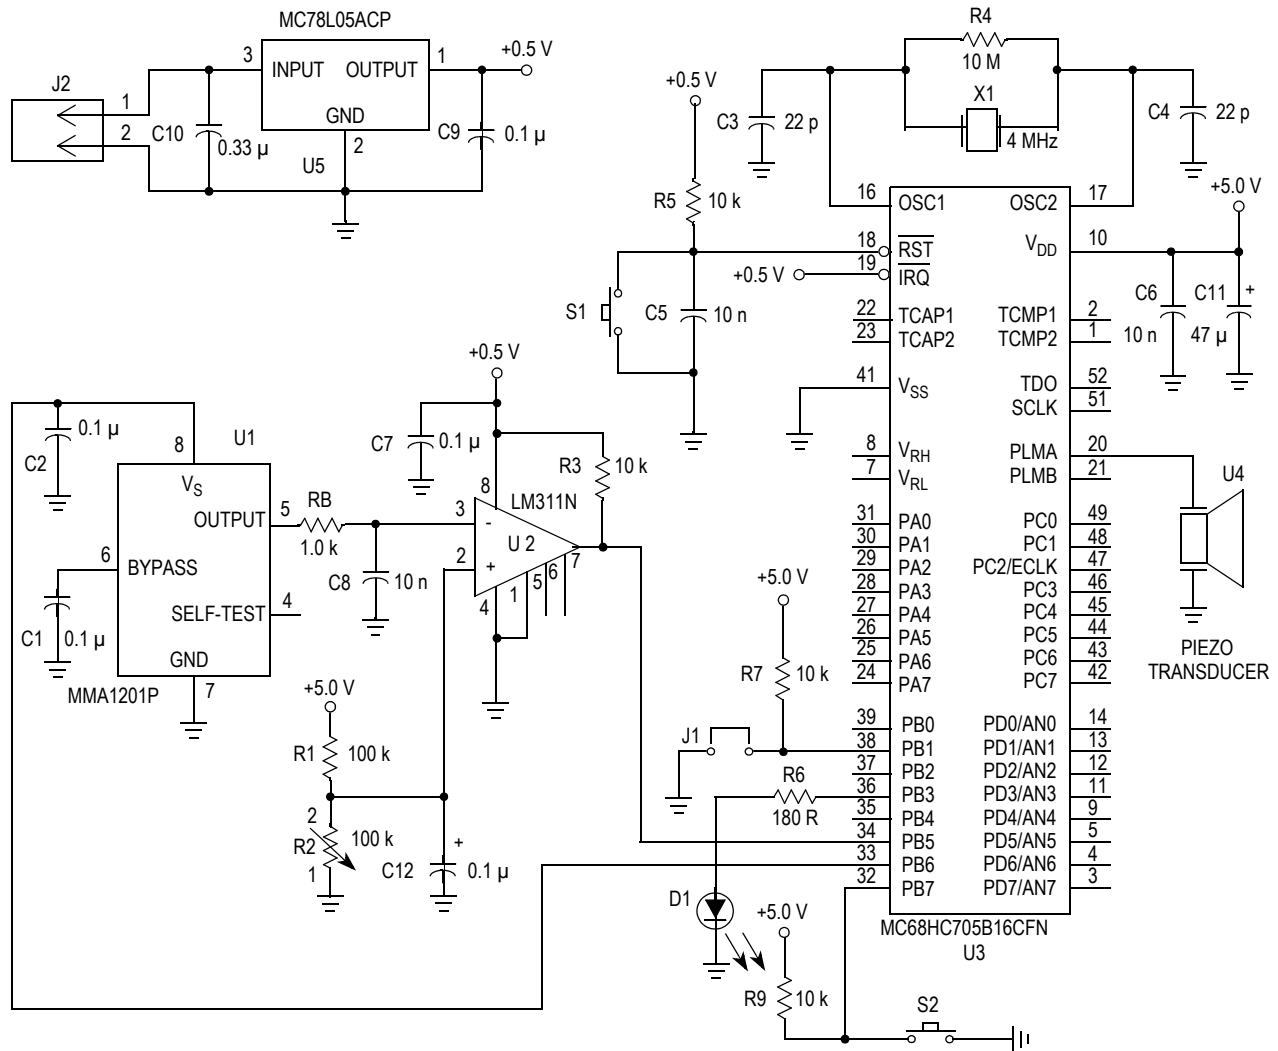 MC78L05ACP
J2
1
2
3
INPUT
OUTPUT
1
+0.5 V
GND
2
C10
0.33 µ
U5
C9
0.1 µ
R4
10 M
X1
4 MHz
C3
22 p
C4
22 p
+0.5 V
R5
10 k
+0.5 V
S1
C5
10 n
+5.0 V
C6
10 n
C11
+
47 µ
16
OSC1
OSC2
17
18
RST
VDD
10
19
IRQ
22
TCAP1
TCMP1
2
23
TCAP2
TCMP2
1
41
VSS
TDO
52
SCLK
51
8
VRH
PLMA
20
7
VRL
PLMB
21
31
PA0
PC0
49
30
PA1
PC1
48
29
PA2
PC2/ECLK
47
28
PA3
PC3
46
27
PA4
PC4
45
26
PA5
PC5
44
25
PA6
PC6
43
24
PA7
PC7
42
39
PB0
PD0/AN0
14
38
PB1
PD1/AN1
13
37
PB2
PD2/AN2
12
36
PB3
PD3/AN3
11
35
PB4
PD4/AN4
9
34
PB5
PD5/AN5
5
33
PB6
PD6/AN6
4
32
PB7
PD7/AN7
3
MC68HC705B16CFN
U3
U4
PIEZO
TRANSDUCER
0.1 µ
C2
8
U1
VS
OUTPUT
5
6
BYPASS
SELF-TEST
4
GND
7
C1
0.1 µ
MMA1201P
RB
1.0 k
C8
10 n
+0.5 V
C7
0.1 µ
R3
10 k
8
LM311N
3
-
U 2
2
+
4
1
5
6
7
+5.0 V
R1
100 k
2
R2
100 k
1
+
C12
0.1 µ
+5.0 V
R7
10 k
J1
R6
180 R
D1
+5.0 V
R9
10 k
S2